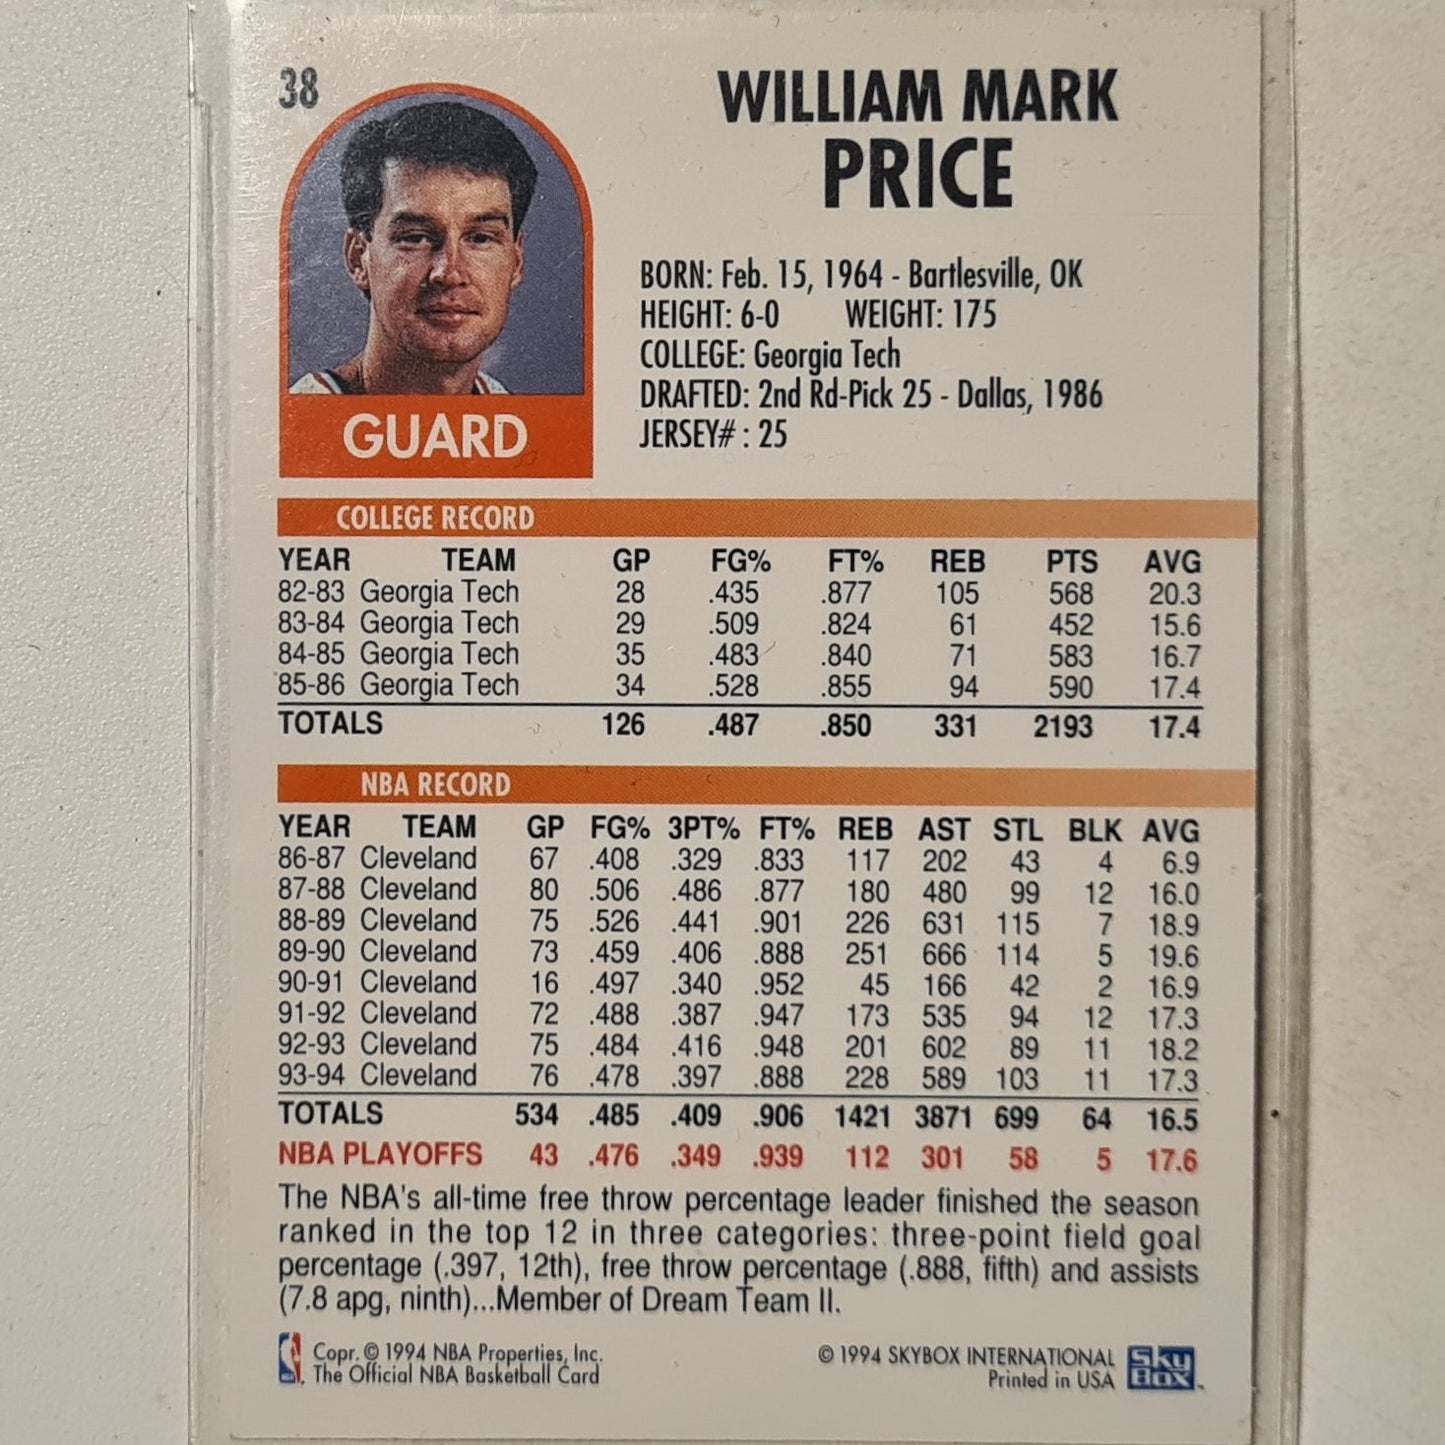 38
WILLIAM MARK
PRICE
BORN: Feb. 15, 1964 - Bartlesville, OK
HEIGHT: 6-0 WEIGHT: 175
COLLEGE: Georgia Tech
DRAFTED: 2nd Rd-Pick 25 - Dallas, 1986
JERSEY# : 25
GUARD
COLLEGE RECORD
YEAR TEAM GP FG% FT% REB PTS AVG
82-83 Georgia Tech 28 .435 .877 105 568 20.3
83-84 Georgia Tech 29 .509 .824 61 452 15.6
84-85 Georgia Tech 35 .483 .840 71 583 16.7
85-86 Georgia Tech 34 .528 .855 94 590 17.4
TOTALS 126 .487 .850 331 2193 17.4
NBA RECORD
YEAR TEAM GP FG% 3PT% FT% REB AST STL BLK AVG
86-87 Cleveland 67 .408 .329 .833 117 202 43 4 6.9
87-88 Cleveland 80 .506 .486 .877 180 480 99 12 16.0
88-89 Cleveland 75 .526 .441 .901 226 631 115 7 18.9
89-90 Cleveland 73 .459 .406 .888 251 666 114 5 19.6
90-91 Cleveland 16 .497 .340 .952 45 166 42 2 16.9
91-92 Cleveland 72 .488 .387 .947 173 535 94 12 17.3
92-93 Cleveland 75 .484 .416 .948 201 602 89 11 18.2
93-94 Cleveland 76 .478 .397 .888 228 589 103 11 17.3
TOTALS 534 .485 .409 .906 1421 3871 699 64 16.5
NBA PLAYOFFS 43 .476 .349 .939 112 301 58 5 17.6
The NBA's all-time free throw percentage leader finished the season
ranked in the top 12 in three categories: three-point field goal
percentage (.397, 12th), free throw percentage (.888, fifth) and assists
(7.8 apg, ninth)...Member of Dream Team II.
Copr. © 1994 NBA Properties, Inc.
The Official NBA Basketball Card
© 1994 SKYBOX INTERNATIONAL
Printed in USA
SkyBox